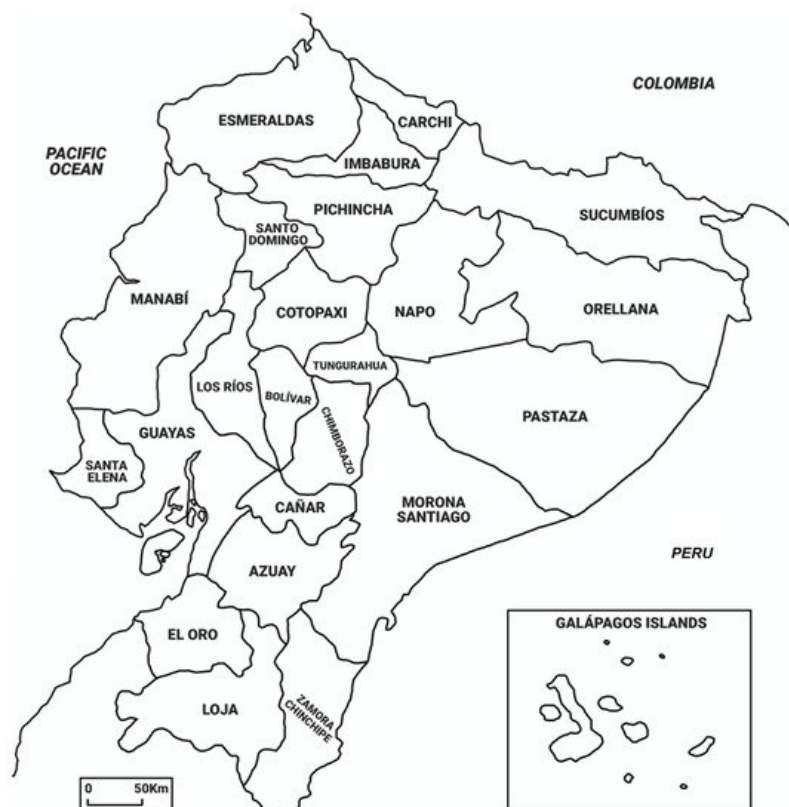 COLOMBIA
ESMERALDAS
CARCHI
PACIFIC
OCEAN
IMBABURA
PICHINCHA
SUCUMBÍOS
SANTO
DOMINGO
MANABÍ
COTOPAXI
NAPO
ORELLANA
TUNGURAHUA
LOS RÍOS
BOLÍVAR
PASTAZA
GUAYAS
CHIMBORAZO
SANTA
ELENA
CAÑAR
MORONA
SANTIAGO
PERU
AZUAY
GALÁPAGOS ISLANDS
EL ORO
LOJA
ZAMORA
CHINCHIPE
0 50Km